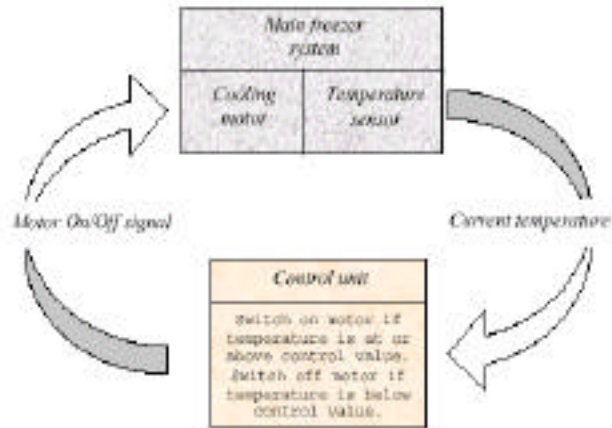 Main freezer
system
Cooling
motor
Temperature
sensor
Motor On/Off signal
Current temperature
Control unit
Switch on motor if
temperature is at or
above control value.
Switch off motor if
temperature is below
control value.